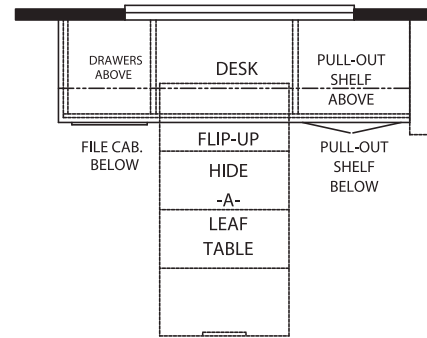 DRAWERS
ABOVE
DESK
PULL-OUT
SHELF
ABOVE
FILE CAB.
BELOW
FLIP-UP
HIDE
-A-
LEAF
TABLE
PULL-OUT
SHELF
BELOW